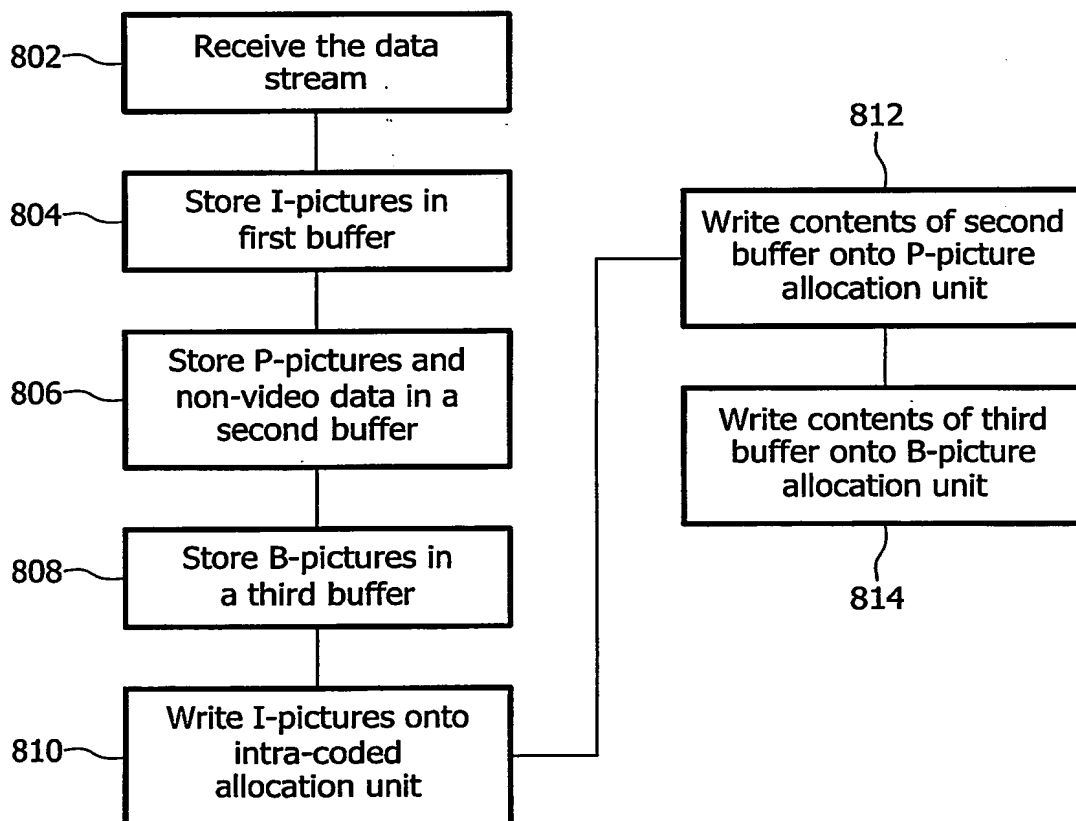 802
Receive the data
stream
804
Store I-pictures in
first buffer
806
Store P-pictures and
non-video data in a
second buffer
808
Store B-pictures in
a third buffer
810
Write I-pictures onto
intra-coded
allocation unit
812
Write contents of second
buffer onto P-picture
allocation unit
Write contents of third
buffer onto B-picture
allocation unit
814